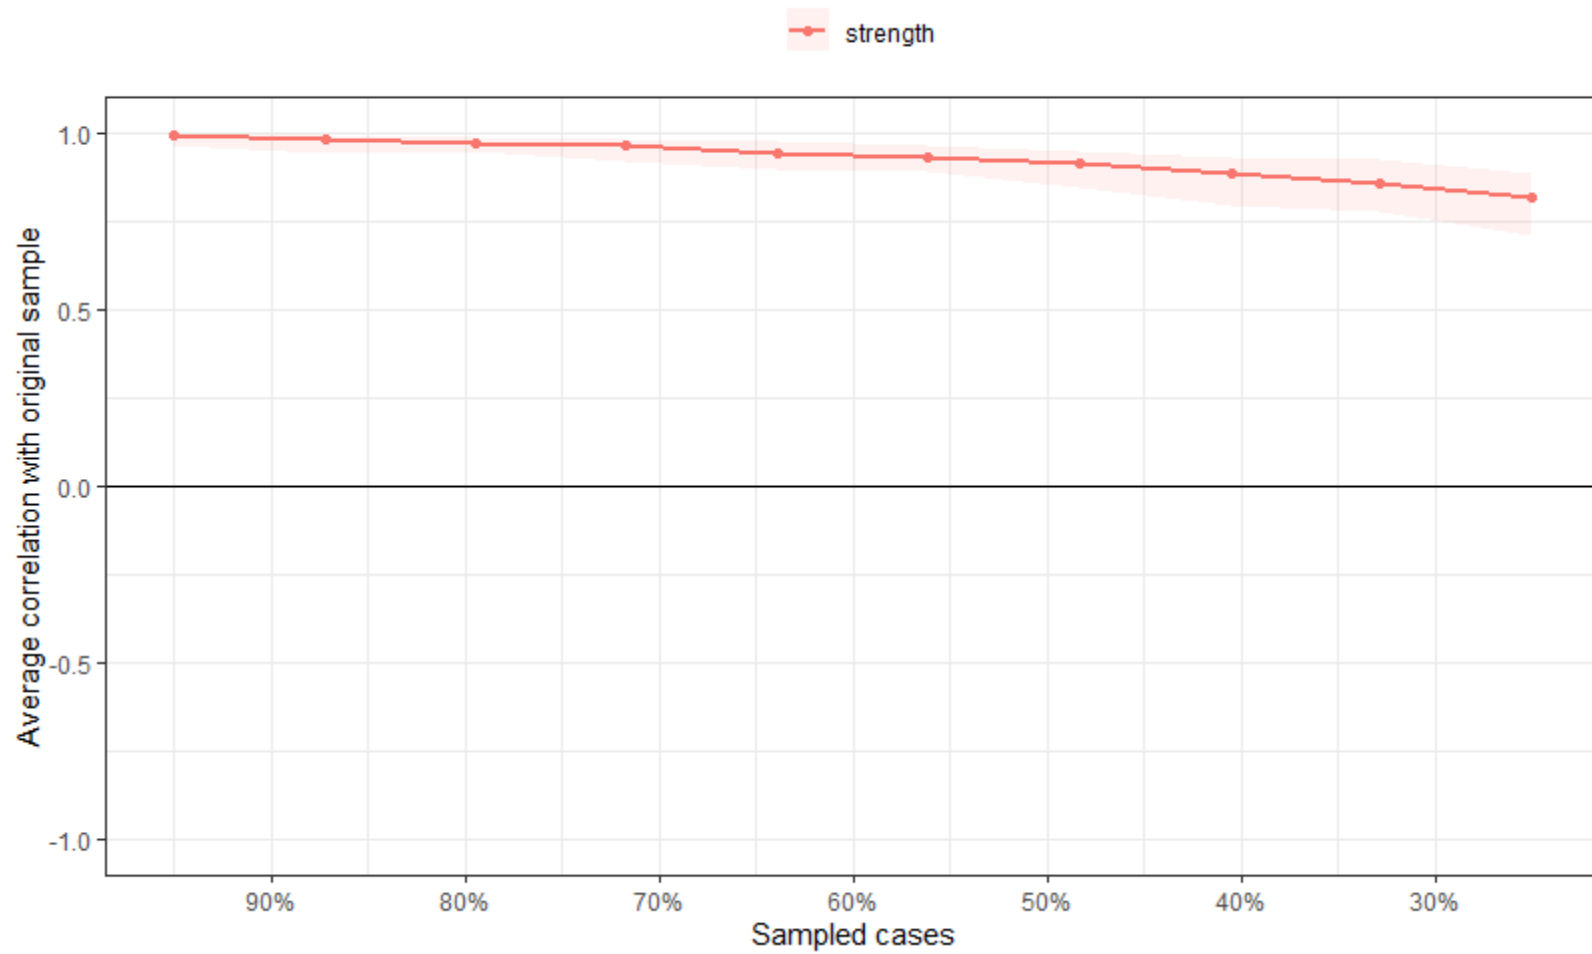 strength
Average correlation with original sample
1.0
0.5
0.0
-0.5
-1.0
90% 80% 70% 60% 50% 40% 30%
Sampled cases